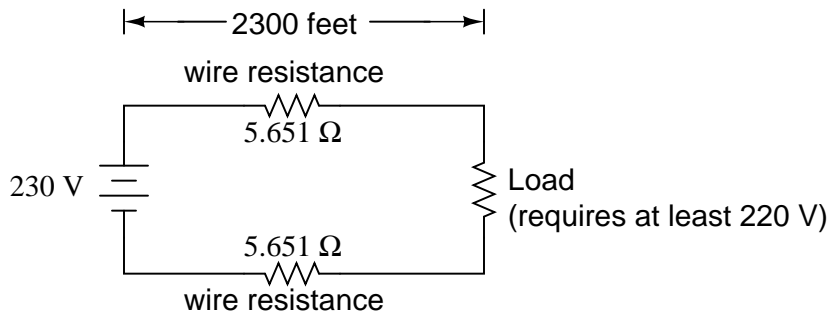 2300 feet
wire resistance
5.651 Ω
230 V
Load
(requires at least 220 V)
5.651 Ω
wire resistance